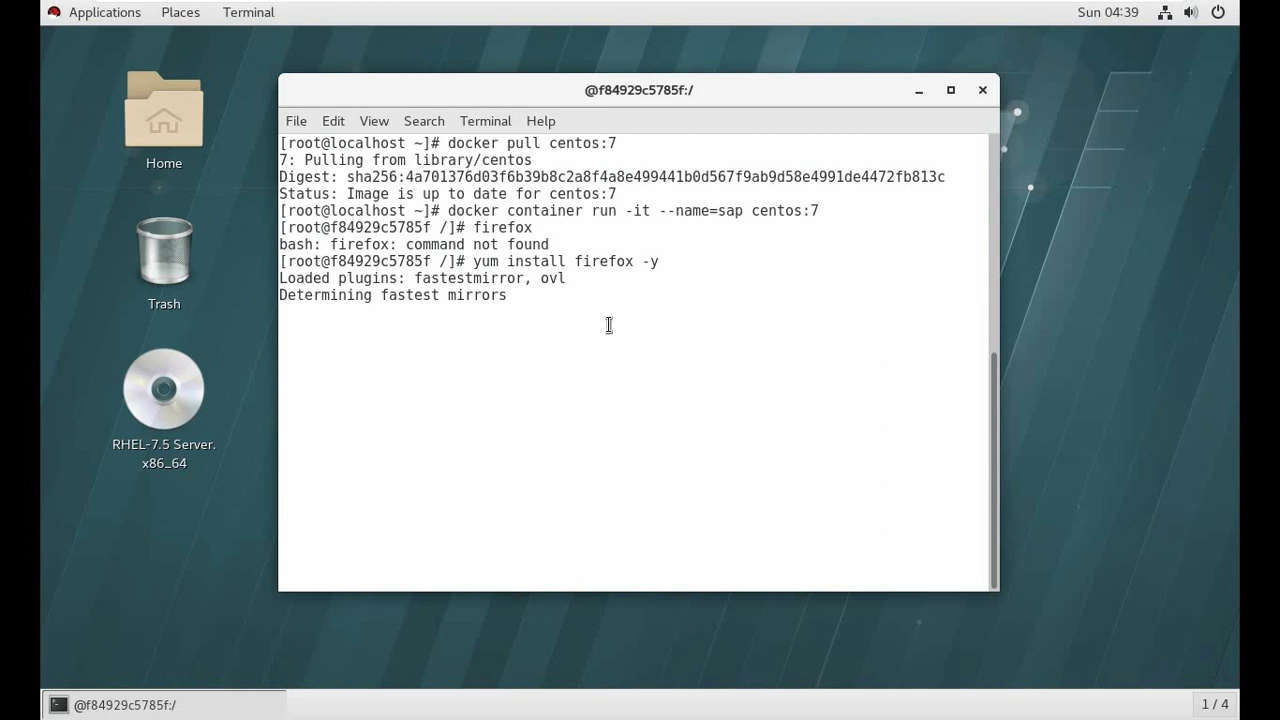 Applications Places Terminal Sun 04:39
@f84929c5785f:/
File Edit View Search Terminal Help
[root@localhost ~]# docker pull centos:7
7: Pulling from library/centos
Digest: sha256:4a701376d03f6b39b8c2a8f4a8e499441b0d567f9ab9d58e4991de4472fb813c
Status: Image is up to date for centos:7
[root@localhost ~]# docker container run -it --name=sap centos:7
[root@f84929c5785f /]# firefox
bash: firefox: command not found
[root@f84929c5785f /]# yum install firefox -y
Loaded plugins: fastestmirror, ovl
Determining fastest mirrors
Home
Trash
RHEL-7.5 Server.
x86_64
@f84929c5785f:/
1 / 4